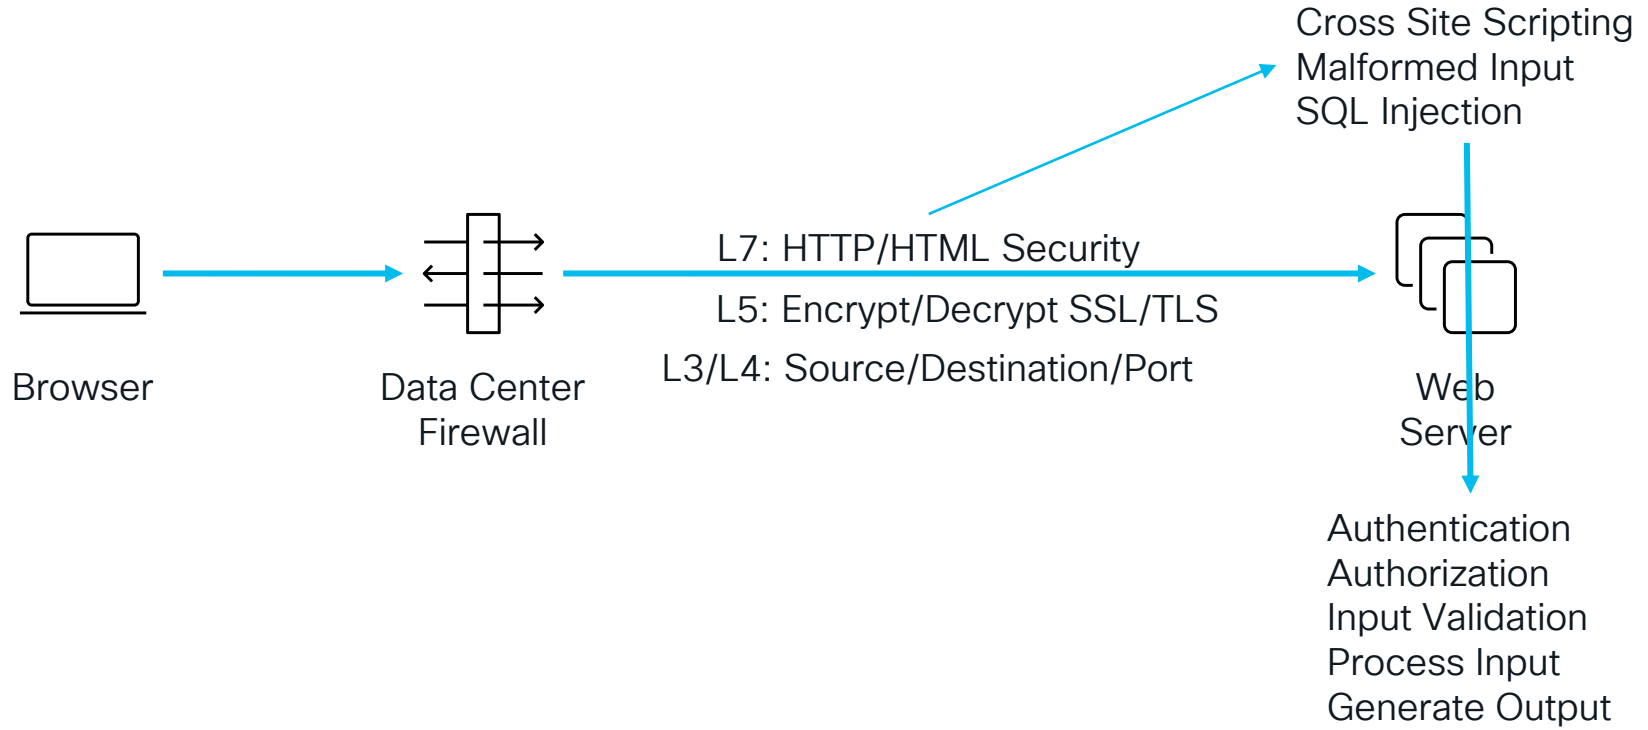 Cross Site Scripting
Malformed Input
SQL Injection
L7: HTTP/HTML Security
L5: Encrypt/Decrypt SSL/TLS
L3/L4: Source/Destination/Port
Browser
Data Center
Firewall
Web
Server
Authentication
Authorization
Input Validation
Process Input
Generate Output